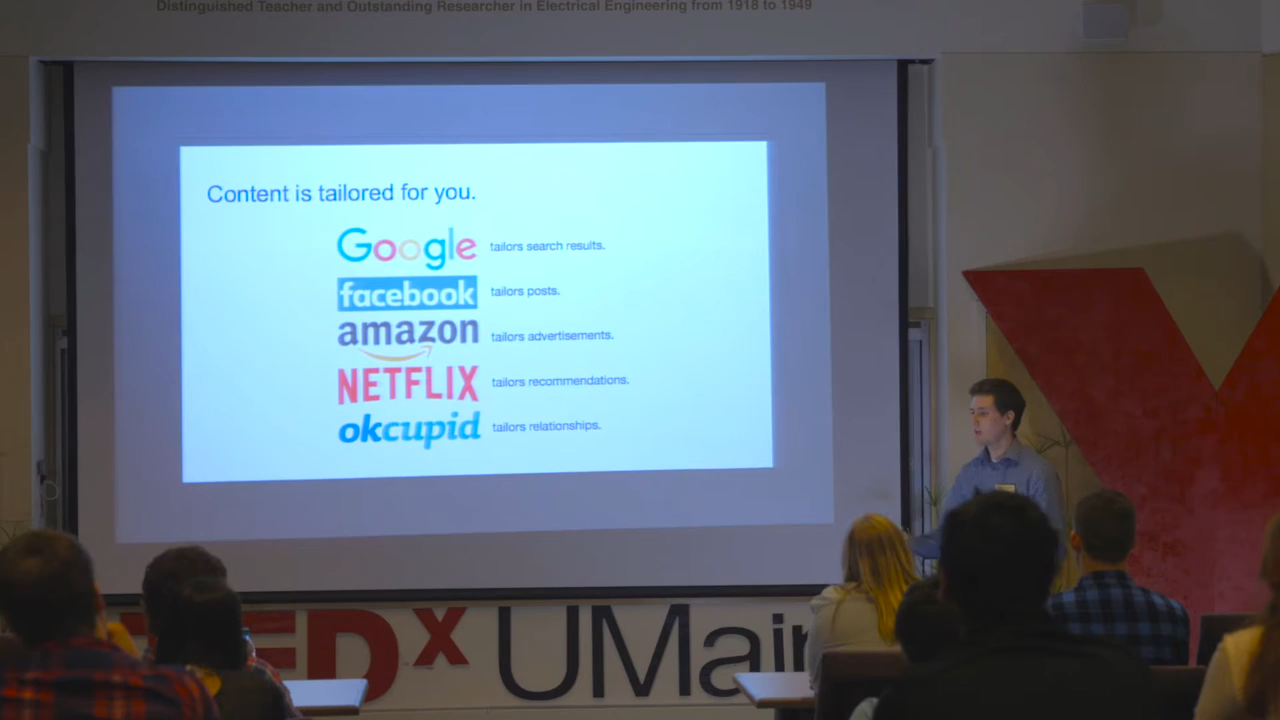 Distinguished Teacher and Outstanding Researcher in Electrical Engineering from 1918 to 1949
Content is tailored for you.
Google tailors search results.
facebook tailors posts.
amazon tailors advertisements.
NETFLIX tailors recommendations.
okcupid tailors relationships.
X
EDx UMain